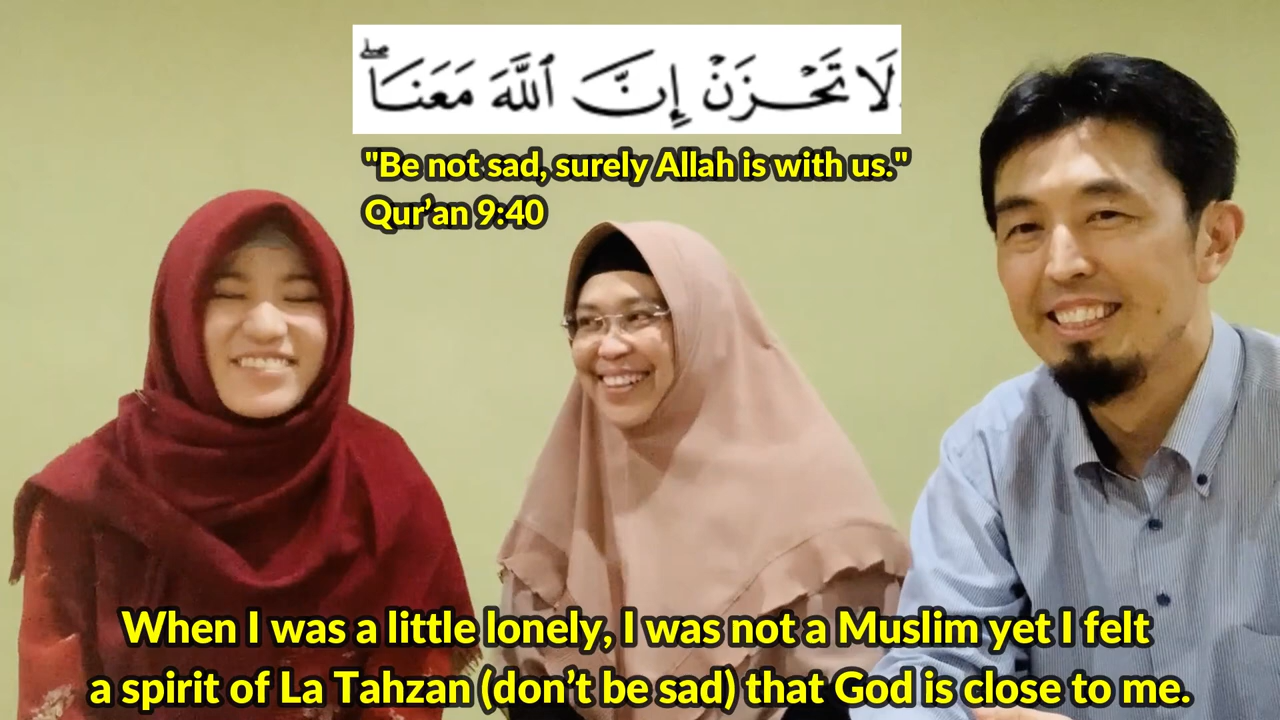 لَا تَحْزَنْ إِنَّ ٱللَّهَ مَعَنَا ۖ
"Be not sad, surely Allah is with us."
Qur’an 9:40
When I was a little lonely, I was not a Muslim yet I felt
a spirit of La Tahzan (don’t be sad) that God is close to me.